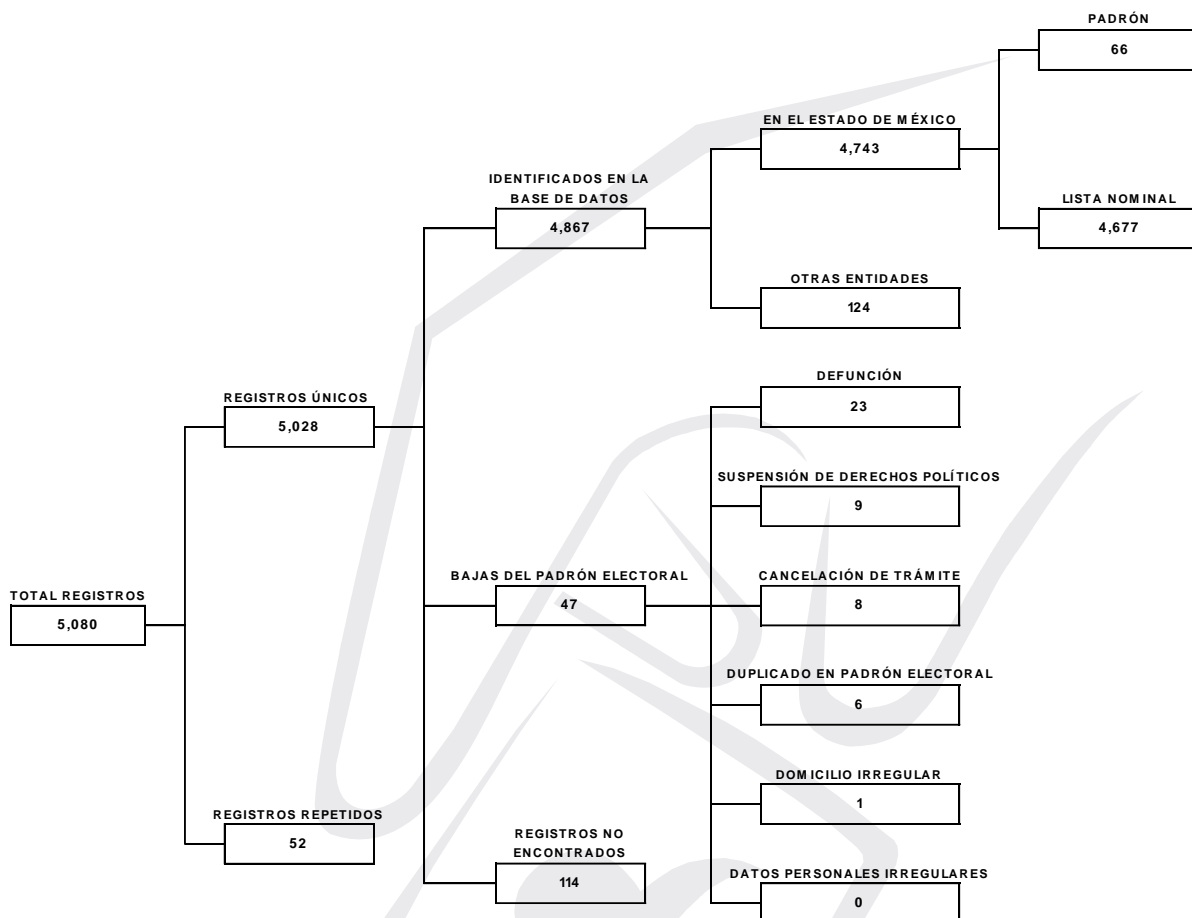 PADRÓN
66
EN EL ESTADO DE MÉXICO
4,743
IDENTIFICADOS EN LA
BASE DE DATOS
4,867
LISTA NOMINAL
4,677
OTRAS ENTIDADES
124
DEFUNCIÓN
23
REGISTROS ÚNICOS
5,028
SUSPENSIÓN DE DERECHOS POLÍTICOS
9
BAJAS DEL PADRÓN ELECTORAL
47
CANCELACIÓN DE TRÁMITE
8
TOTAL REGISTROS
5,080
DUPLICADO EN PADRÓN ELECTORAL
6
DOMICILIO IRREGULAR
1
REGISTROS REPETIDOS
52
REGISTROS NO
ENCONTRADOS
114
DATOS PERSONALES IRREGULARES
0